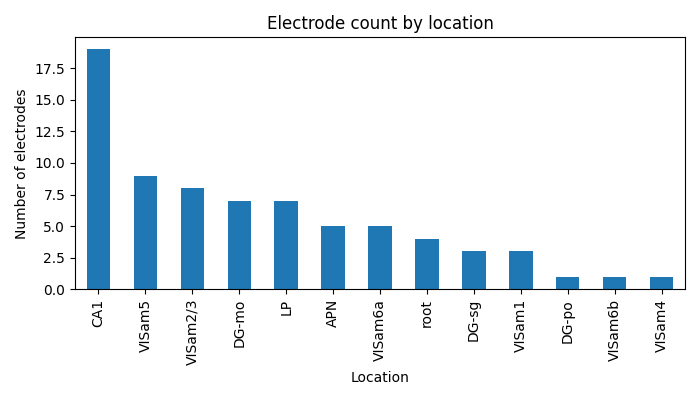 Electrode count by location
Number of electrodes
17.5
15.0
12.5
10.0
7.5
5.0
2.5
0.0
CA1
VISam5
VISam2/3
DG-mo
LP
APN
VISam6a
root
DG-sg
VISam1
DG-po
VISam6b
VISam4
Location